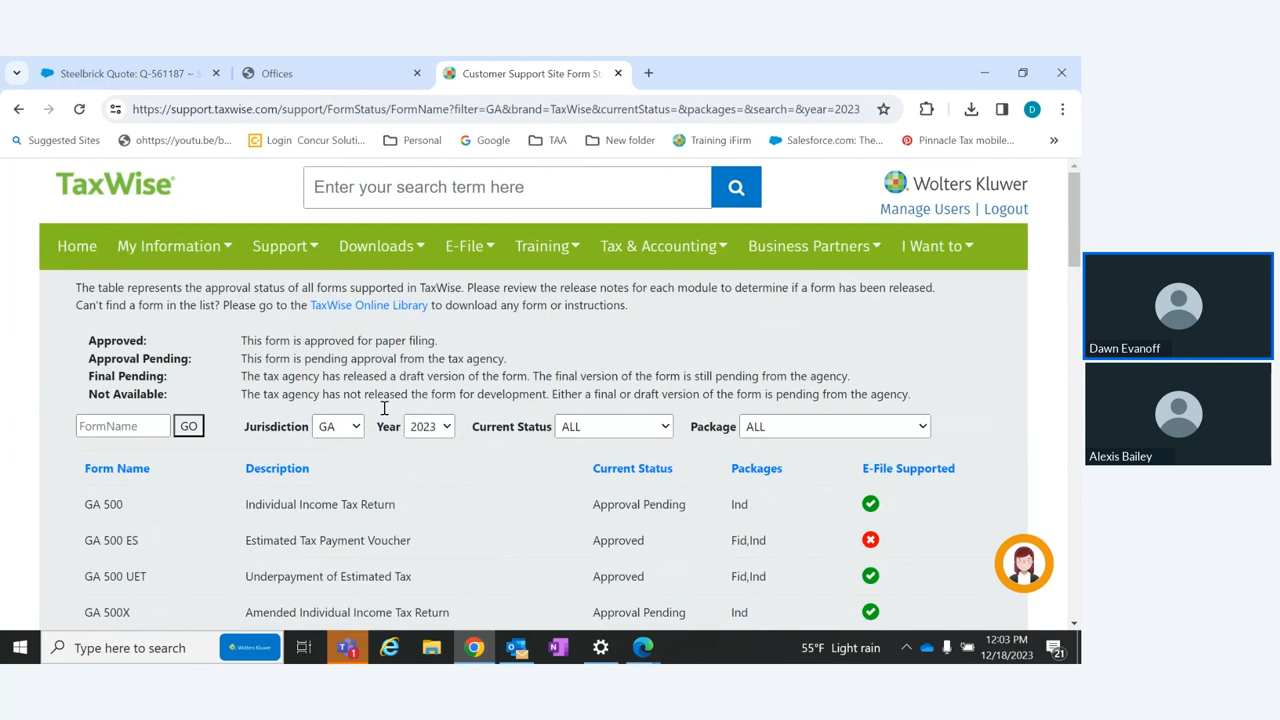 Steelbrick Quote: Q-561187 ~
Offices
Customer Support Site Form St
https://support.taxwise.com/support/FormStatus/FormName?filter=GA&brand=TaxWise&currentStatus=&packages=&search=&year=2023
D
Suggested Sites
ohttps://youtu.be/b...
Login Concur Soluti...
Personal
Google
TAA
New folder
Training iFirm
Salesforce.com: The...
Pinnacle Tax mobile...
TaxWise®
Enter your search term here
Wolters Kluwer
Manage Users | Logout
Home My Information Support Downloads E-File Training Tax & Accounting Business Partners I Want to
The table represents the approval status of all forms supported in TaxWise. Please review the release notes for each module to determine if a form has been released.
Can't find a form in the list? Please go to the TaxWise Online Library to download any form or instructions.
Approved: This form is approved for paper filing.
Approval Pending: This form is pending approval from the tax agency.
Final Pending: The tax agency has released a draft version of the form. The final version of the form is still pending from the agency.
Not Available: The tax agency has not released the form for development. Either a final or draft version of the form is pending from the agency.
FormName GO Jurisdiction GA Year 2023 Current Status ALL Package ALL
Form Name Description Current Status Packages E-File Supported
GA 500 Individual Income Tax Return Approval Pending Ind
GA 500 ES Estimated Tax Payment Voucher Approved Fid,Ind
GA 500 UET Underpayment of Estimated Tax Approved Fid,Ind
GA 500X Amended Individual Income Tax Return Approval Pending Ind
Dawn Evanoff
Alexis Bailey
Type here to search
Wolters Kluwer
1
55°F Light rain
12:03 PM
12/18/2023
21